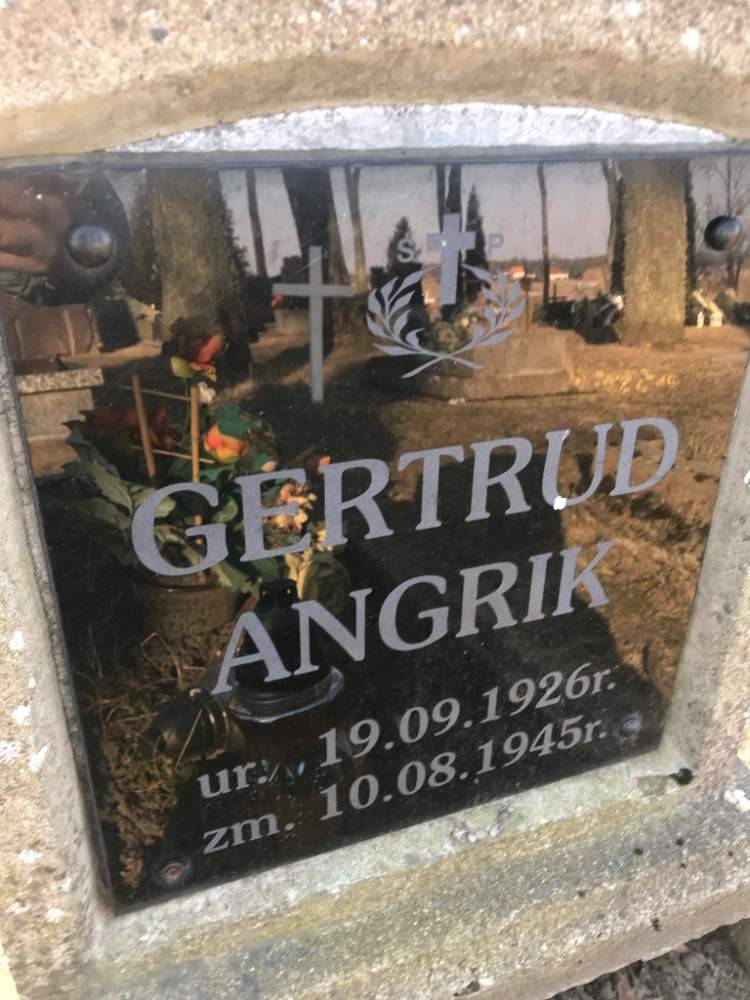 S P
GERTRUD
ANGRIK
ur. 19.09.1926r.
zm. 10.08.1945r.